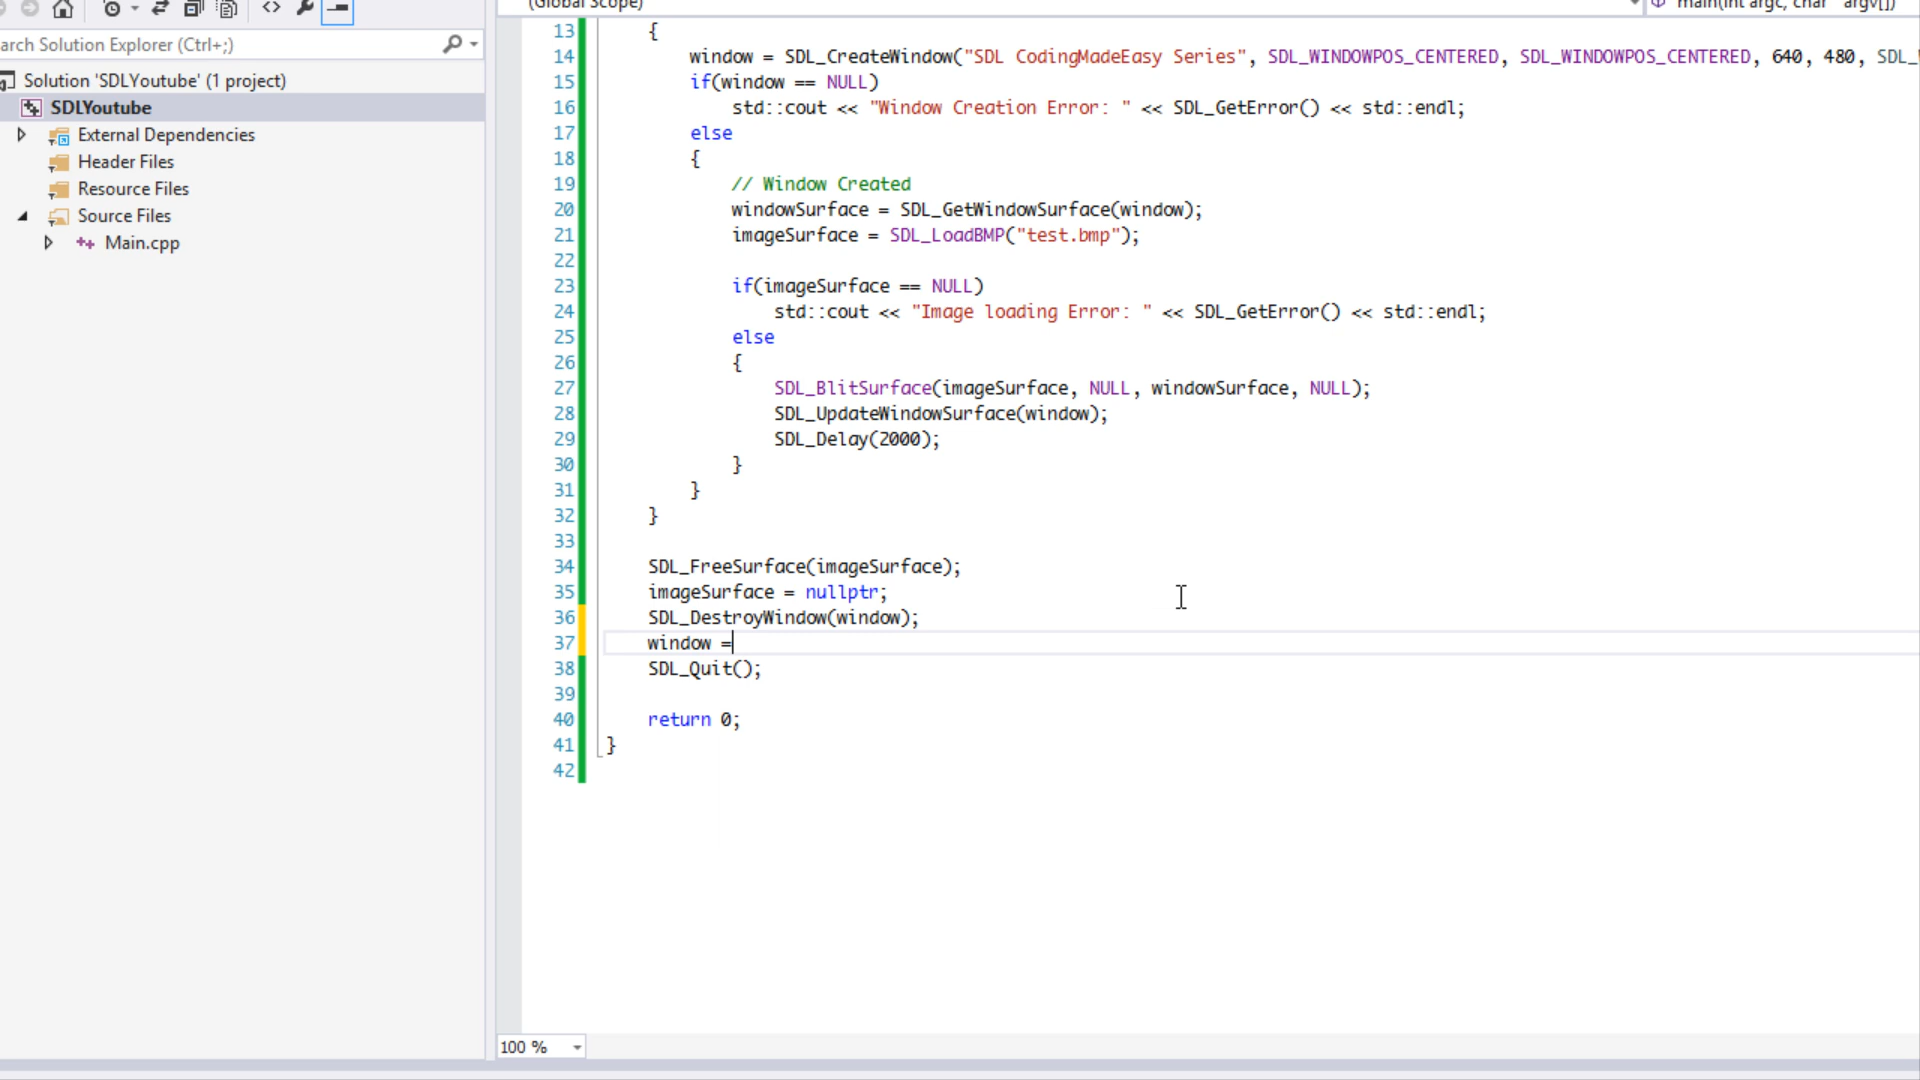 (Global Scope)
main(int argc, char * argv[])
arch Solution Explorer (Ctrl+;)
Solution 'SDLYoutube' (1 project)
SDLYoutube
External Dependencies
Header Files
Resource Files
Source Files
Main.cpp
13 {
14 window = SDL_CreateWindow("SDL CodingMadeEasy Series", SDL_WINDOWPOS_CENTERED, SDL_WINDOWPOS_CENTERED, 640, 480, SDL_
15 if(window == NULL)
16 std::cout << "Window Creation Error: " << SDL_GetError() << std::endl;
17 else
18 {
19 // Window Created
20 windowSurface = SDL_GetWindowSurface(window);
21 imageSurface = SDL_LoadBMP("test.bmp");
22
23 if(imageSurface == NULL)
24 std::cout << "Image loading Error: " << SDL_GetError() << std::endl;
25 else
26 {
27 SDL_BlitSurface(imageSurface, NULL, windowSurface, NULL);
28 SDL_UpdateWindowSurface(window);
29 SDL_Delay(2000);
30 }
31 }
32 }
33
34 SDL_FreeSurface(imageSurface);
35 imageSurface = nullptr;
36 SDL_DestroyWindow(window);
37 window =
38 SDL_Quit();
39
40 return 0;
41 }
42
100 %